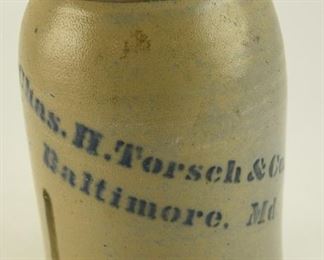 Chas. H. Torsch & Co.
Baltimore, Md